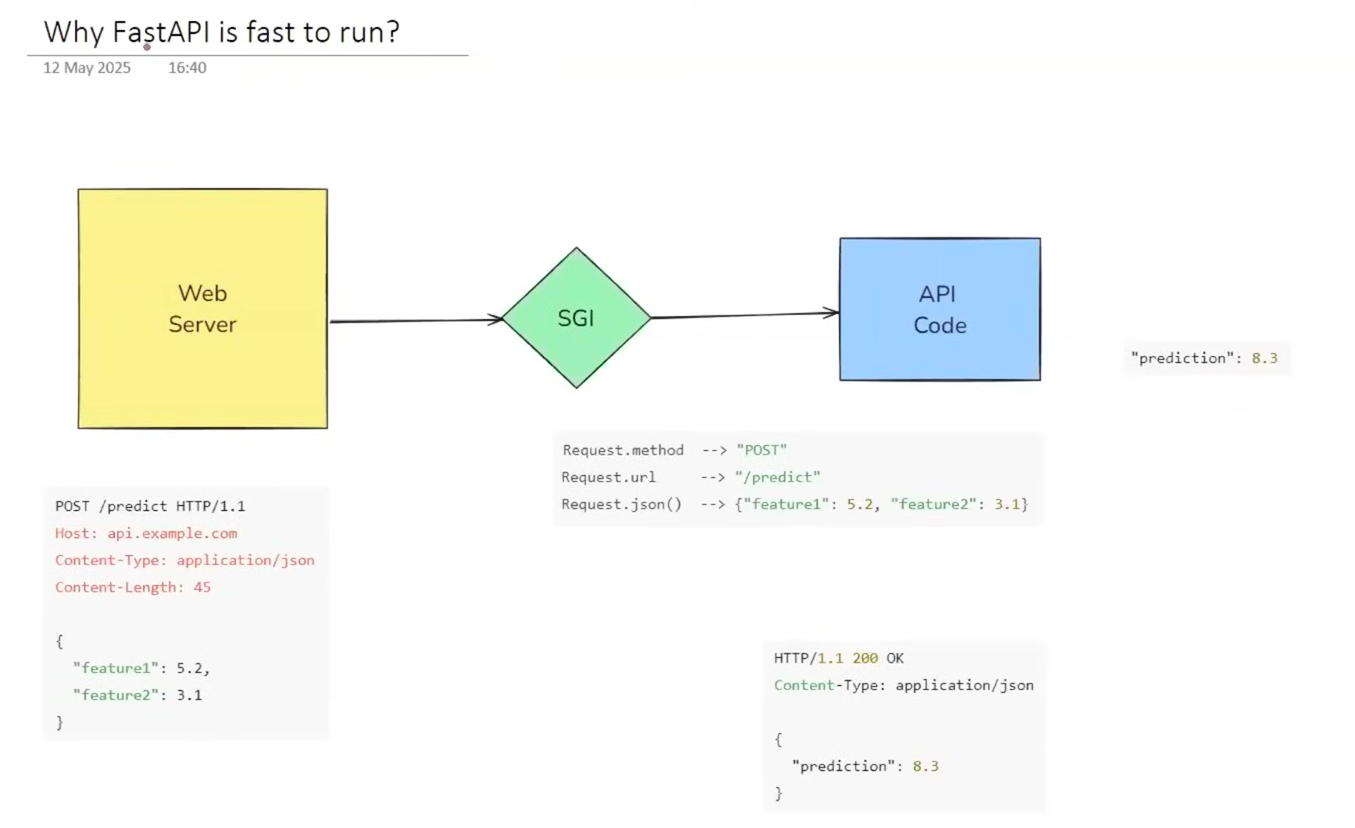 Why FastAPI is fast to run?
12 May 2025 16:40
Web
Server
SGI
API
Code
"prediction": 8.3
Request.method --> "POST"
Request.url --> "/predict"
Request.json() --> {"feature1": 5.2, "feature2": 3.1}
POST /predict HTTP/1.1
Host: api.example.com
Content-Type: application/json
Content-Length: 45
{
"feature1": 5.2,
"feature2": 3.1
}
HTTP/1.1 200 OK
Content-Type: application/json
{
"prediction": 8.3
}